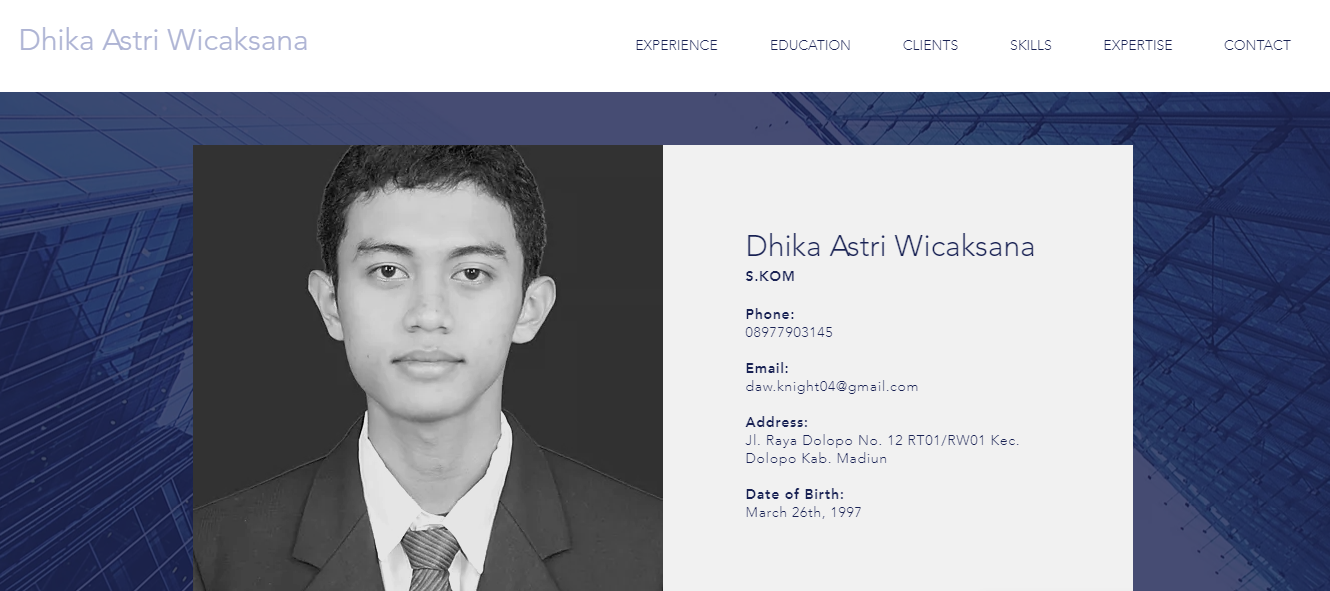 Dhika Astri Wicaksana
EXPERIENCE EDUCATION CLIENTS SKILLS EXPERTISE CONTACT
Dhika Astri Wicaksana
S.KOM
Phone:
08977903145
Email:
daw.knight04@gmail.com
Address:
Jl. Raya Dolopo No. 12 RT01/RW01 Kec.
Dolopo Kab. Madiun
Date of Birth:
March 26th, 1997